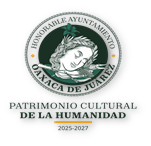 HONORABLE AYUNTAMIENTO
OAXACA DE JUÁREZ
PATRIMONIO CULTURAL
DE LA HUMANIDAD
2025-2027